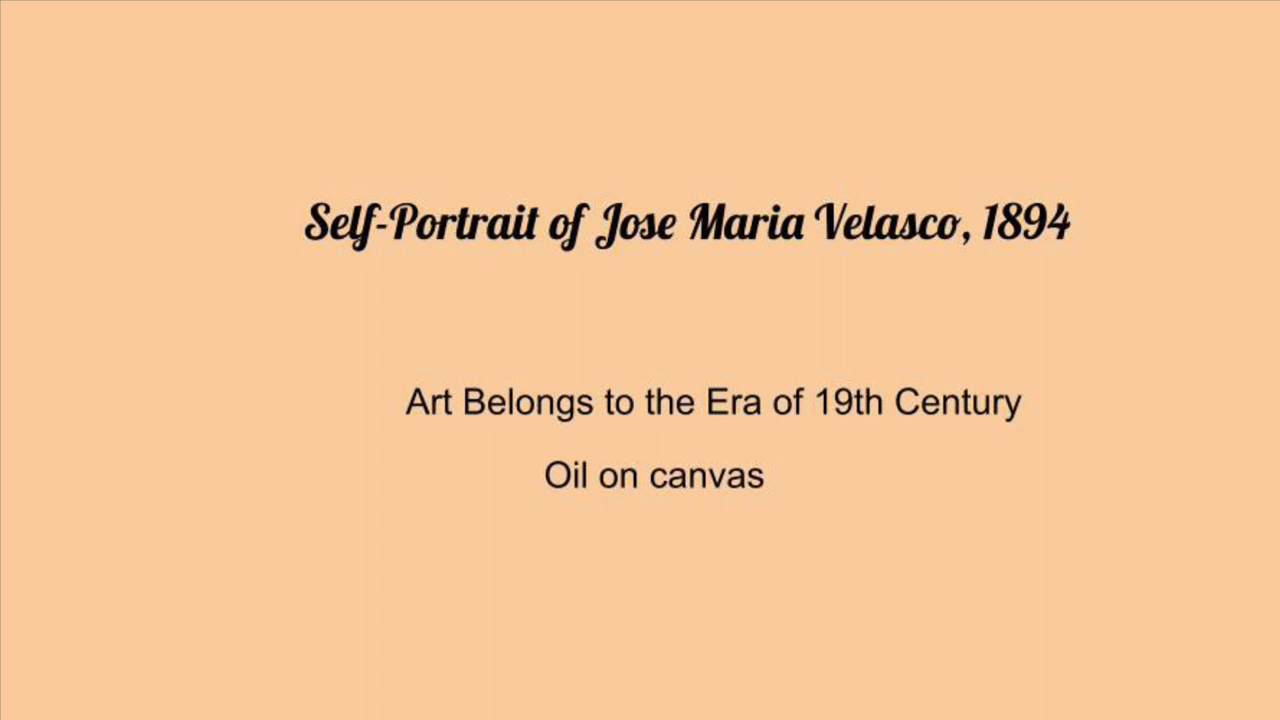 Self-Portrait of Jose Maria Velasco, 1894
Art Belongs to the Era of 19th Century
Oil on canvas